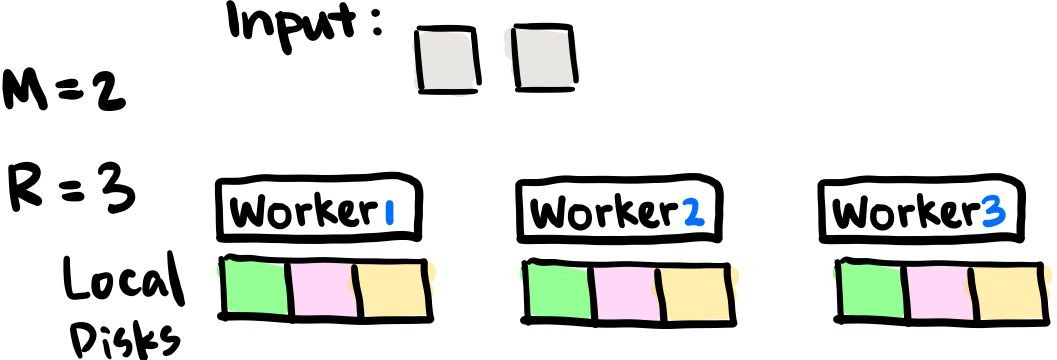 Input:
M=2
R=3
Worker1
Worker2
Worker3
Local
Disks